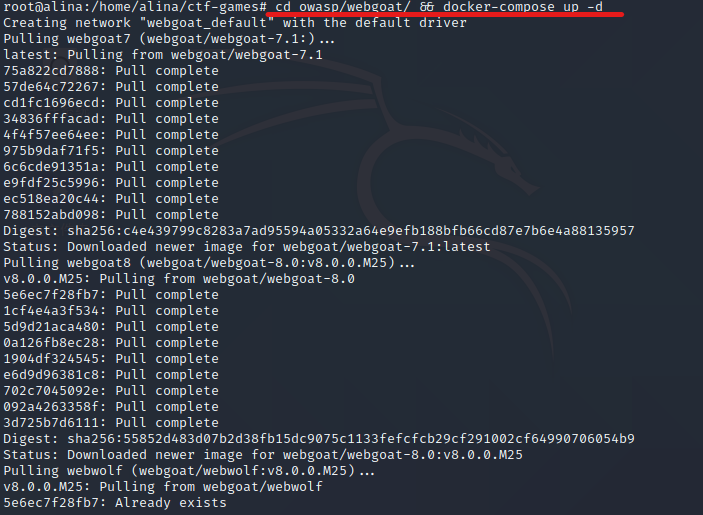 root@alina:/home/alina/ctf-games# cd owasp/webgoat/ && docker-compose up -d
Creating network "webgoat_default" with the default driver
Pulling webgoat7 (webgoat/webgoat-7.1:)...
latest: Pulling from webgoat/webgoat-7.1
75a822cd7888: Pull complete
57de64c72267: Pull complete
cd1fc1696ecd: Pull complete
34836fffacad: Pull complete
4f4f57ee64ee: Pull complete
975b9daf71f5: Pull complete
6c6cde91351a: Pull complete
e9fdf25c5996: Pull complete
ec518ea20c44: Pull complete
788152abd098: Pull complete
Digest: sha256:c4e439799c8283a7ad95594a05332a64e9efb188bfb66cd87e7b6e4a88135957
Status: Downloaded newer image for webgoat/webgoat-7.1:latest
Pulling webgoat8 (webgoat/webgoat-8.0:v8.0.0.M25)...
v8.0.0.M25: Pulling from webgoat/webgoat-8.0
5e6ec7f28fb7: Pull complete
1cf4e4a3f534: Pull complete
5d9d21aca480: Pull complete
0a126fb8ec28: Pull complete
1904df324545: Pull complete
e6d9d96381c8: Pull complete
702c7045092e: Pull complete
092a4263358f: Pull complete
3d725b7d6111: Pull complete
Digest: sha256:55852d483d07b2d38fb15dc9075c1133fefcfcb29cf291002cf64990706054b9
Status: Downloaded newer image for webgoat/webgoat-8.0:v8.0.0.M25
Pulling webwolf (webgoat/webwolf:v8.0.0.M25)...
v8.0.0.M25: Pulling from webgoat/webwolf
5e6ec7f28fb7: Already exists